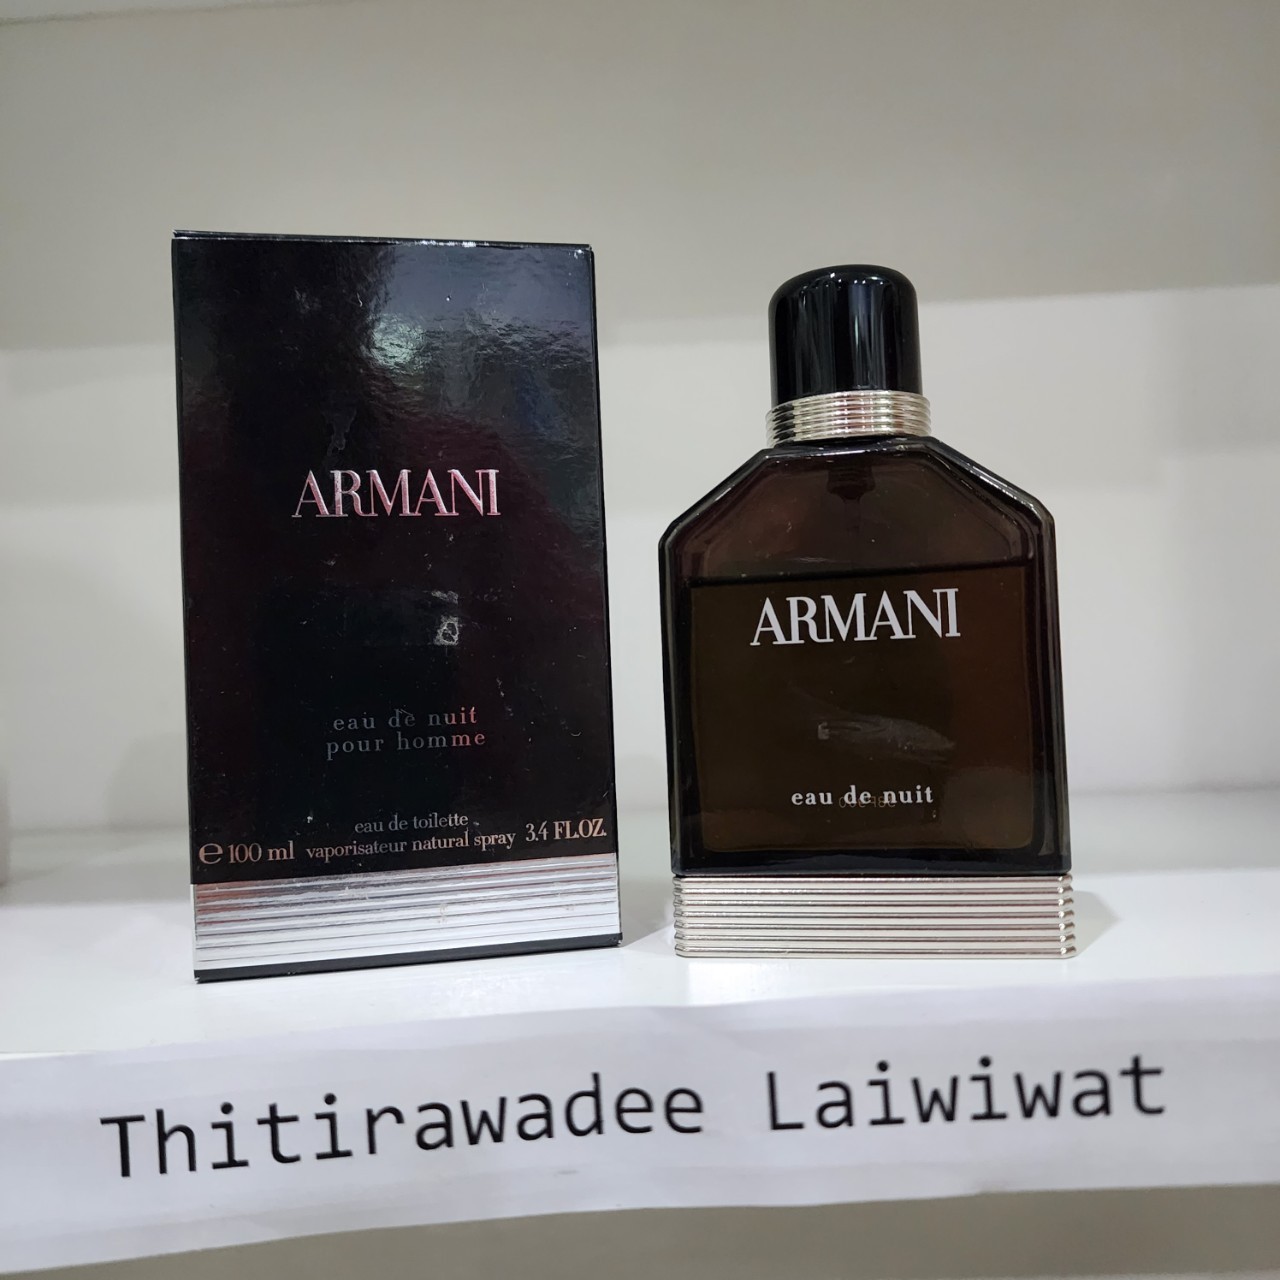 ARMANI
eau de nuit
pour homme
eau de toilette
℮ 100 ml vaporisateur natural spray 3.4 FL.OZ.
ARMANI
eau de nuit
Thitirawadee Laiwiwat